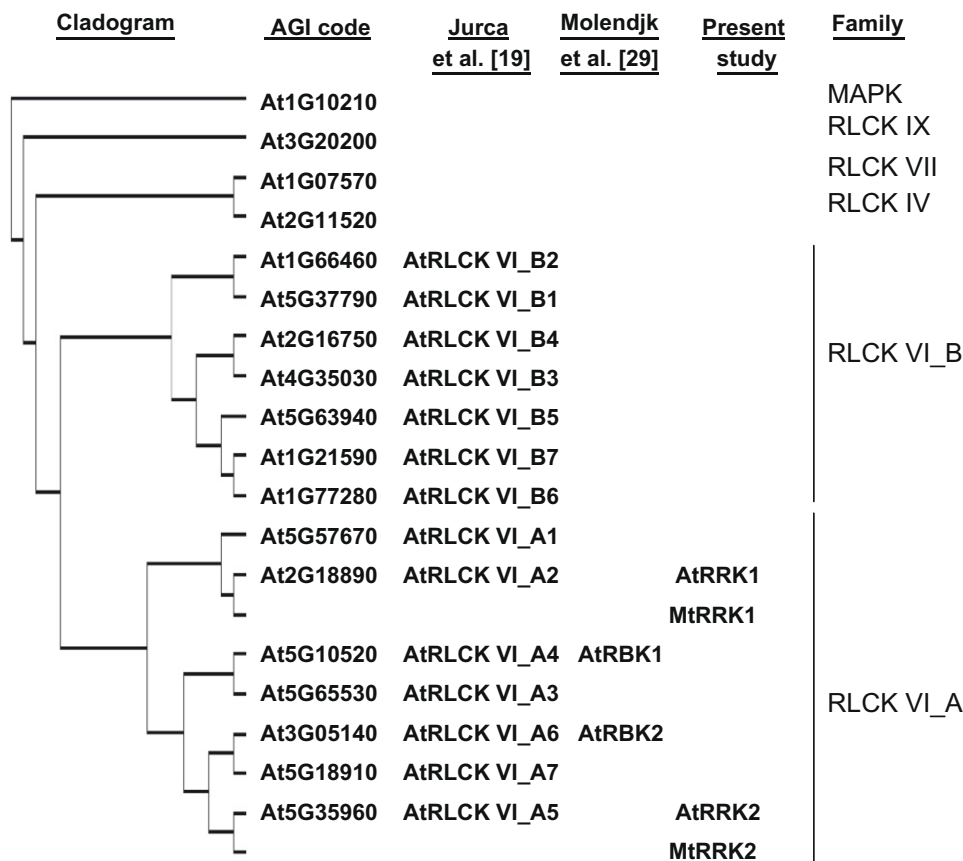 Cladogram AGI code Jurca et al. [19] Molendjk et al. [29] Present study Family
At1G10210 MAPK
At3G20200 RLCK IX
At1G07570 RLCK VII
At2G11520 RLCK IV
At1G66460 AtRLCK VI_B2
At5G37790 AtRLCK VI_B1
At2G16750 AtRLCK VI_B4
RLCK VI_B
At4G35030 AtRLCK VI_B3
At5G63940 AtRLCK VI_B5
At1G21590 AtRLCK VI_B7
At1G77280 AtRLCK VI_B6
At5G57670 AtRLCK VI_A1
At2G18890 AtRLCK VI_A2 AtRRK1
MtRRK1
At5G10520 AtRLCK VI_A4 AtRBK1
At5G65530 AtRLCK VI_A3
RLCK VI_A
At3G05140 AtRLCK VI_A6 AtRBK2
At5G18910 AtRLCK VI_A7
At5G35960 AtRLCK VI_A5 AtRRK2
MtRRK2